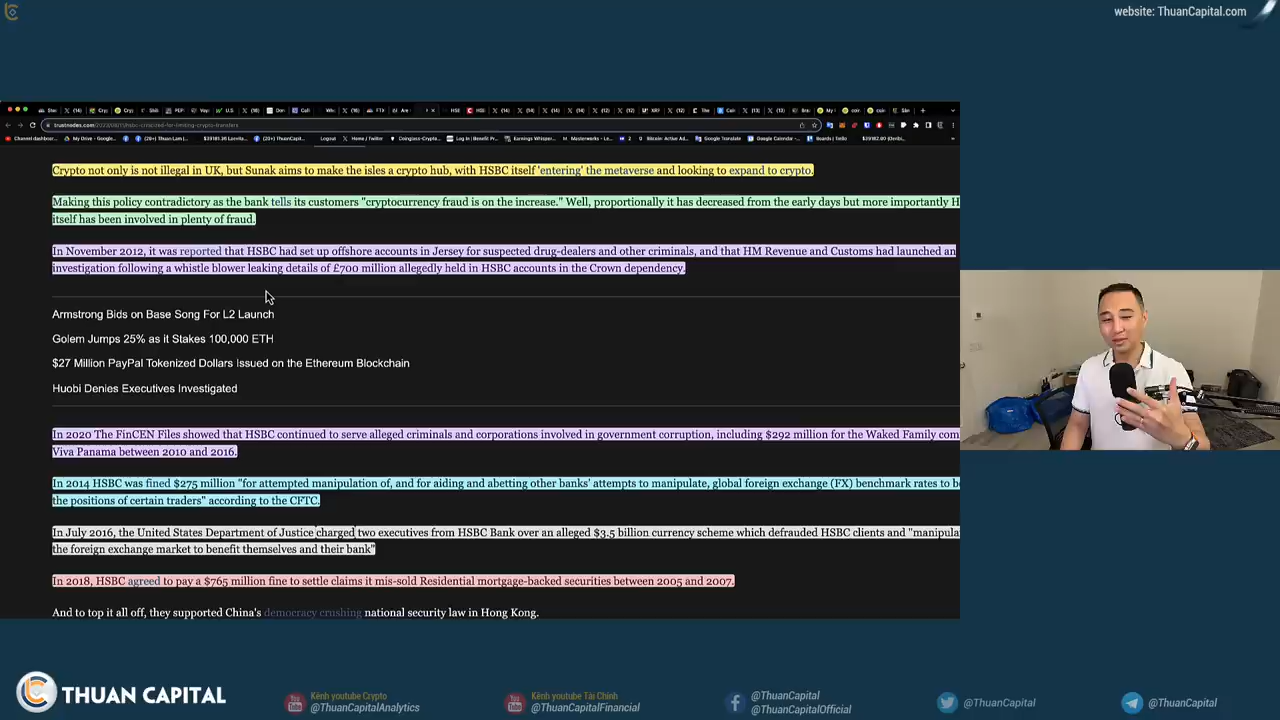 website: ThuanCapital.com
trustnodes.com/2023/08/11/hsbc-criticized-for-limiting-crypto-transfers
Crypto not only is not illegal in UK, but Sunak aims to make the isles a crypto hub, with HSBC itself 'entering' the metaverse and looking to expand to crypto.
Making this policy contradictory as the bank tells its customers "cryptocurrency fraud is on the increase." Well, proportionally it has decreased from the early days but more importantly H
itself has been involved in plenty of fraud.
In November 2012, it was reported that HSBC had set up offshore accounts in Jersey for suspected drug-dealers and other criminals, and that HM Revenue and Customs had launched an
investigation following a whistle blower leaking details of £700 million allegedly held in HSBC accounts in the Crown dependency.
Armstrong Bids on Base Song For L2 Launch
Golem Jumps 25% as it Stakes 100,000 ETH
$27 Million PayPal Tokenized Dollars Issued on the Ethereum Blockchain
Huobi Denies Executives Investigated
In 2020 The FinCEN Files showed that HSBC continued to serve alleged criminals and corporations involved in government corruption, including $292 million for the Waked Family com
Viva Panama between 2010 and 2016.
In 2014 HSBC was fined $275 million "for attempted manipulation of, and for aiding and abetting other banks' attempts to manipulate, global foreign exchange (FX) benchmark rates to be
the positions of certain traders" according to the CFTC.
In July 2016, the United States Department of Justice charged two executives from HSBC Bank over an alleged $3.5 billion currency scheme which defrauded HSBC clients and "manipula
the foreign exchange market to benefit themselves and their bank"
In 2018, HSBC agreed to pay a $765 million fine to settle claims it mis-sold Residential mortgage-backed securities between 2005 and 2007.
And to top it all off, they supported China's democracy crushing national security law in Hong Kong.
THUAN CAPITAL
Kênh youtube Crypto
@ThuanCapitalAnalytics
Kênh youtube Tài Chính
@ThuanCapitalFinancial
@ThuanCapital
@ThuanCapitalOfficial
@ThuanCapital
@ThuanCapital